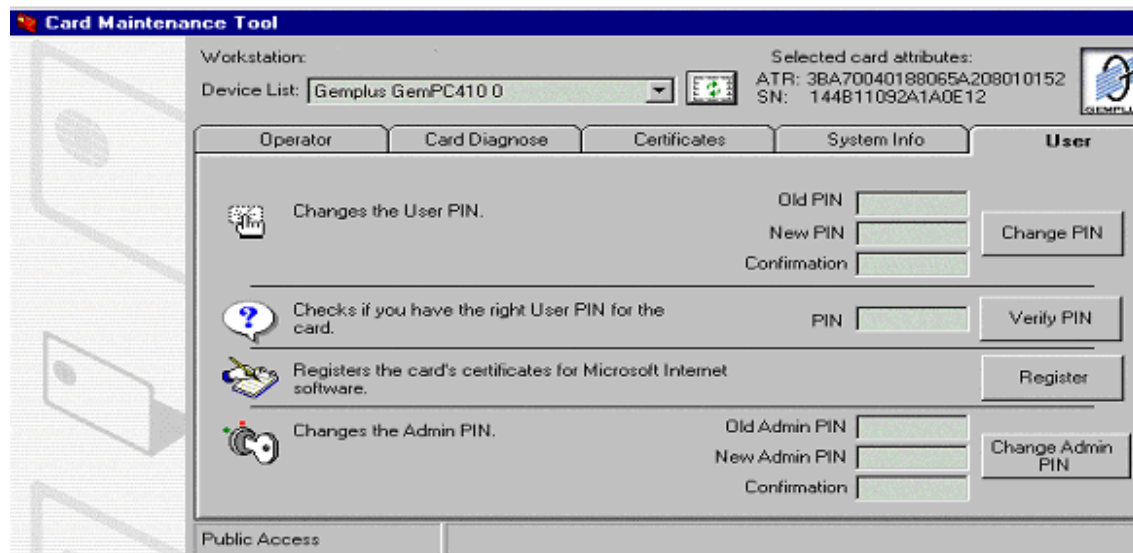 Card Maintenance Tool
Workstation:
Selected card attributes:
Device List: Gemplus GemPC410 0
ATR: 3BA70040188065A208010152
SN: 144B11092A1A0E12
Operator
Card Diagnose
Certificates
System Info
User
Changes the User PIN.
Old PIN
New PIN
Confirmation
Change PIN
Checks if you have the right User PIN for the
card.
PIN
Verify PIN
Registers the card's certificates for Microsoft Internet
software.
Register
Changes the Admin PIN.
Old Admin PIN
New Admin PIN
Confirmation
Change Admin
PIN
Public Access